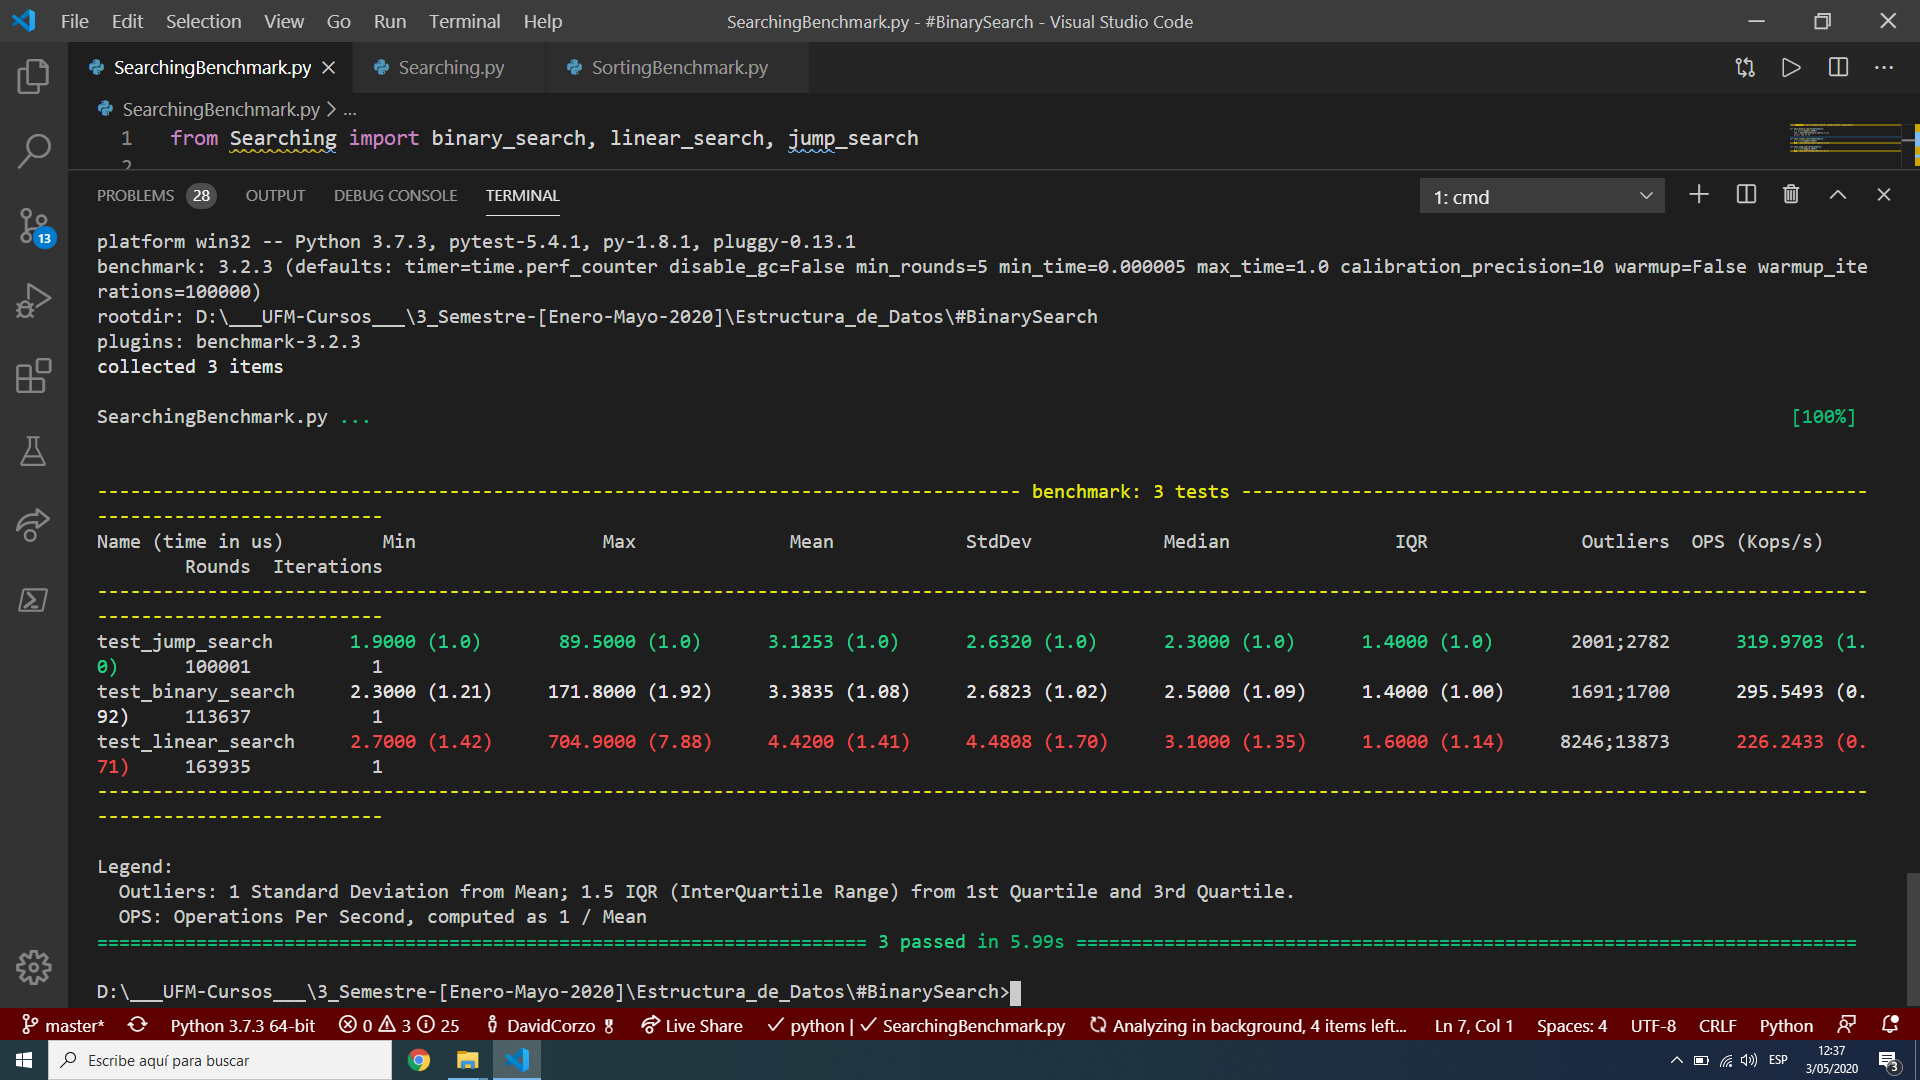 File Edit Selection View Go Run Terminal Help
SearchingBenchmark.py - #BinarySearch - Visual Studio Code
SearchingBenchmark.py
Searching.py
SortingBenchmark.py
SearchingBenchmark.py > ...
1 from Searching import binary_search, linear_search, jump_search
2
PROBLEMS 28 OUTPUT DEBUG CONSOLE TERMINAL
1: cmd
13
platform win32 -- Python 3.7.3, pytest-5.4.1, py-1.8.1, pluggy-0.13.1
benchmark: 3.2.3 (defaults: timer=time.perf_counter disable_gc=False min_rounds=5 min_time=0.000005 max_time=1.0 calibration_precision=10 warmup=False warmup_ite
rations=100000)
rootdir: D:\___UFM-Cursos___\3_Semestre-[Enero-Mayo-2020]\Estructura_de_Datos\#BinarySearch
plugins: benchmark-3.2.3
collected 3 items
SearchingBenchmark.py ... [100%]
------------------------------------------------------------------------------------ benchmark: 3 tests ---------------------------------------------------------
--------------------------
Name (time in us) Min Max Mean StdDev Median IQR Outliers OPS (Kops/s)
Rounds Iterations
-----------------------------------------------------------------------------------------------------------------------------------------------------------------
--------------------------
test_jump_search 1.9000 (1.0) 89.5000 (1.0) 3.1253 (1.0) 2.6320 (1.0) 2.3000 (1.0) 1.4000 (1.0) 2001;2782 319.9703 (1.
0) 100001 1
test_binary_search 2.3000 (1.21) 171.8000 (1.92) 3.3835 (1.08) 2.6823 (1.02) 2.5000 (1.09) 1.4000 (1.00) 1691;1700 295.5493 (0.
92) 113637 1
test_linear_search 2.7000 (1.42) 704.9000 (7.88) 4.4200 (1.41) 4.4808 (1.70) 3.1000 (1.35) 1.6000 (1.14) 8246;13873 226.2433 (0.
71) 163935 1
-----------------------------------------------------------------------------------------------------------------------------------------------------------------
--------------------------
Legend:
Outliers: 1 Standard Deviation from Mean; 1.5 IQR (InterQuartile Range) from 1st Quartile and 3rd Quartile.
OPS: Operations Per Second, computed as 1 / Mean
====================================================================== 3 passed in 5.99s =======================================================================
D:\___UFM-Cursos___\3_Semestre-[Enero-Mayo-2020]\Estructura_de_Datos\#BinarySearch>
master* Python 3.7.3 64-bit 0 3 25 DavidCorzo Live Share python | SearchingBenchmark.py Analyzing in background, 4 items left... Ln 7, Col 1 Spaces: 4 UTF-8 CRLF Python
Escribe aquí para buscar
ESP
12:37
3/05/2020
3